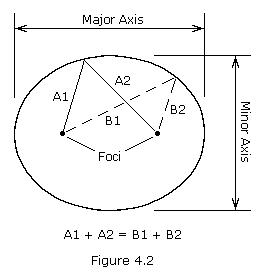 Major Axis
A1
A2
B1
B2
Minor Axis
Foci
A1 + A2 = B1 + B2
Figure 4.2